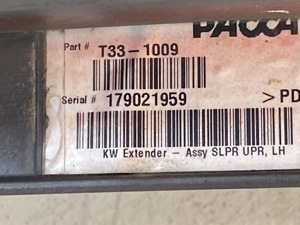 PACCA
Part # T33-1009
Serial # 179021959 >PD
KW Extender - Assy SLPR UPR, LH